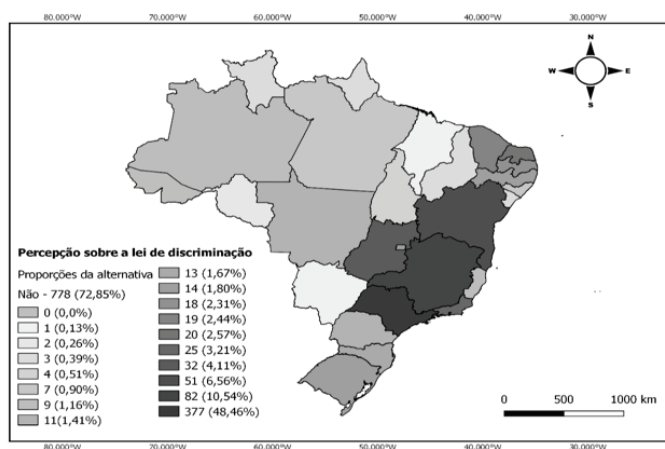 80.000°W 70.000°W 60.000°W 50.000°W 40.000°W 30.000°W
N
W E
S
Percepção sobre a lei de discriminação
Proporções da alternativa
Não - 778 (72,85%)
0 (0,0%)
1 (0,13%)
2 (0,26%)
3 (0,39%)
4 (0,51%)
7 (0,90%)
9 (1,16%)
11(1,41%)
13 (1,67%)
14 (1,80%)
18 (2,31%)
19 (2,44%)
20 (2,57%)
25 (3,21%)
32 (4,11%)
51 (6,56%)
82 (10,54%)
377 (48,46%)
0 500 1000 km
80.000°W 70.000°W 60.000°W 50.000°W 40.000°W 30.000°W